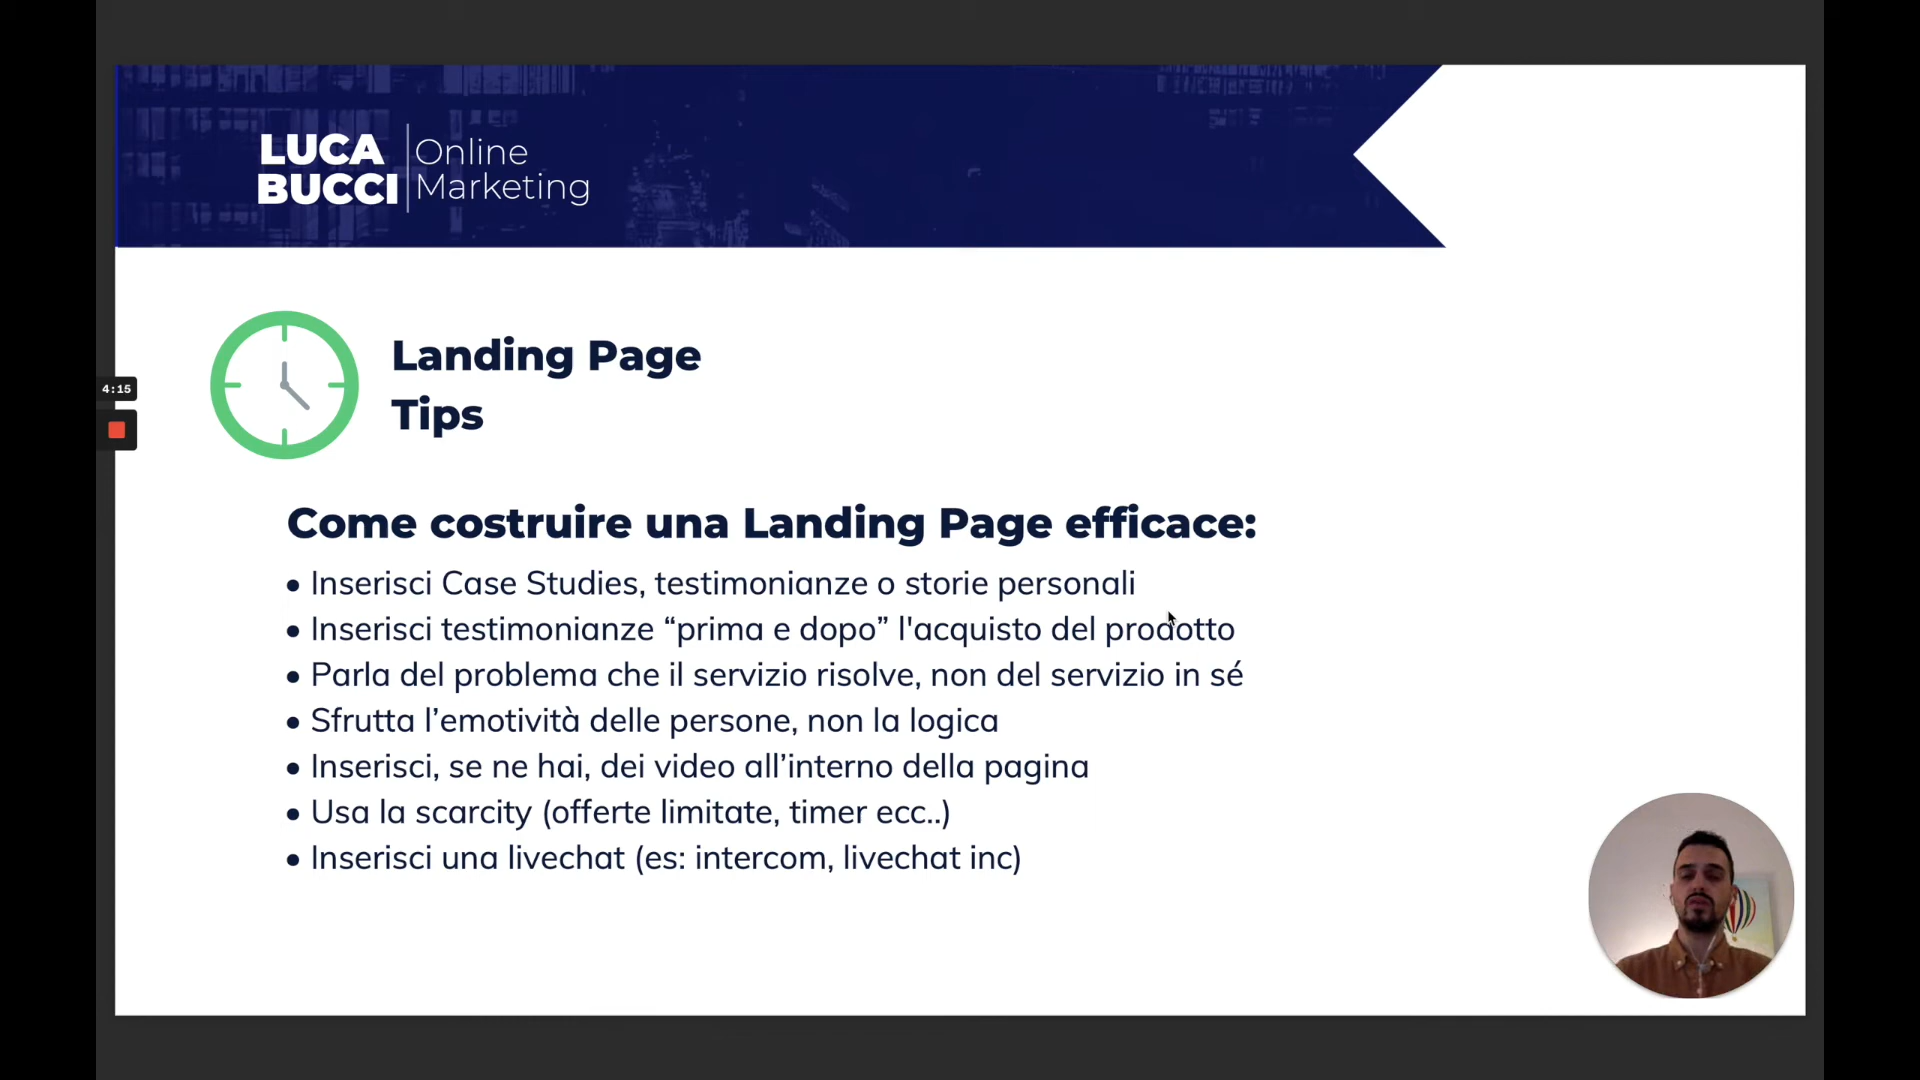 LUCA
BUCCI
Online
Marketing
4:15
Landing Page
Tips
Come costruire una Landing Page efficace:
• Inserisci Case Studies, testimonianze o storie personali
• Inserisci testimonianze “prima e dopo” l'acquisto del prodotto
• Parla del problema che il servizio risolve, non del servizio in sé
• Sfrutta l’emotività delle persone, non la logica
• Inserisci, se ne hai, dei video all’interno della pagina
• Usa la scarcity (offerte limitate, timer ecc..)
• Inserisci una livechat (es: intercom, livechat inc)